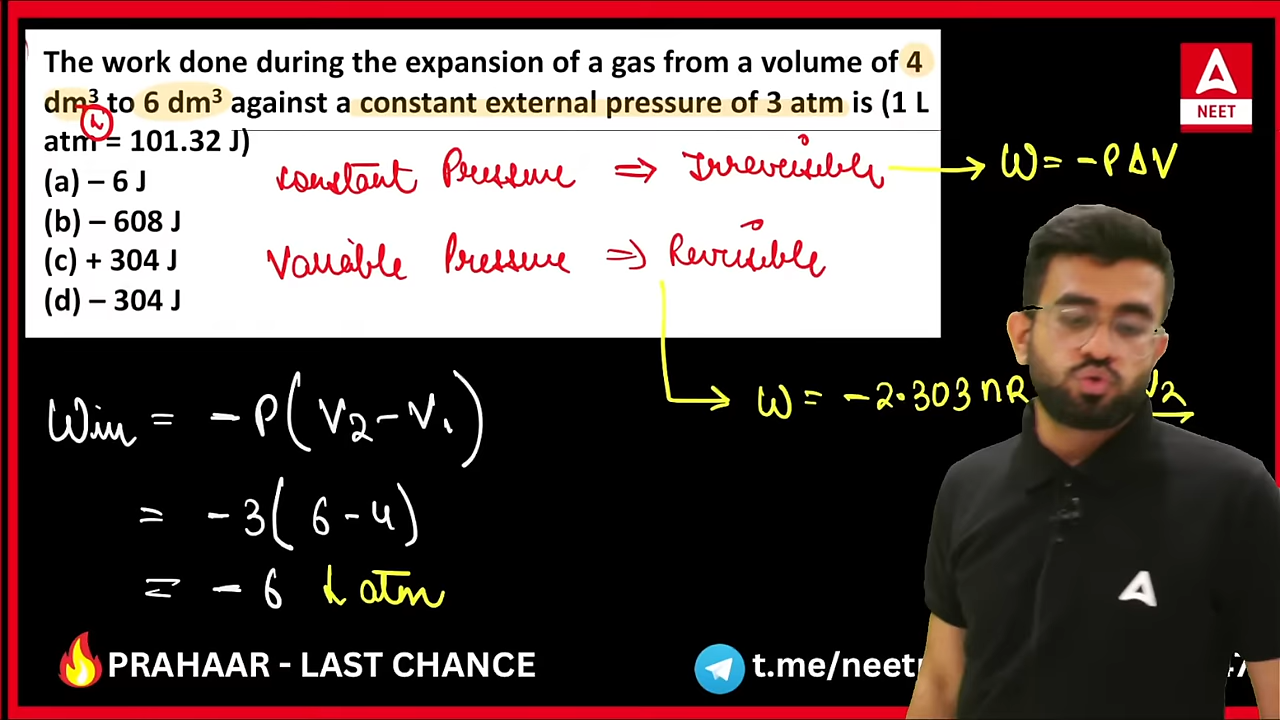 The work done during the expansion of a gas from a volume of 4
dm³ to 6 dm³ against a constant external pressure of 3 atm is (1 L
atm = 101.32 J)
L
(a) – 6 J
(b) – 608 J
(c) + 304 J
(d) – 304 J
constant Pressure ⇒ Irreversible → W = -PΔV
Variable Pressure ⇒ Reversible
W = -2.303 nR V₂
Wirr = -P(V₂-V₁)
= -3(6-4)
= -6 L atm
A
NEET
A
PRAHAAR - LAST CHANCE
t.me/neet